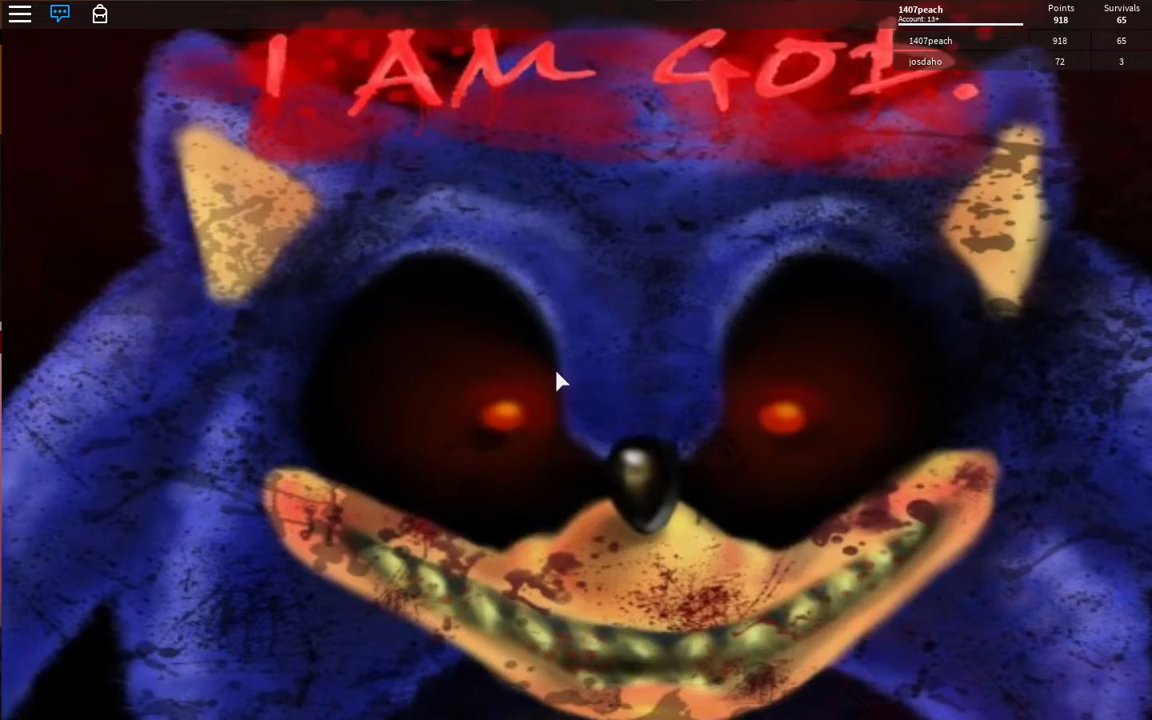 1407peach
Account: 13+
Points
918
Survivals
65
1407peach 918 65
josdaho 72 3
I AM GOD.